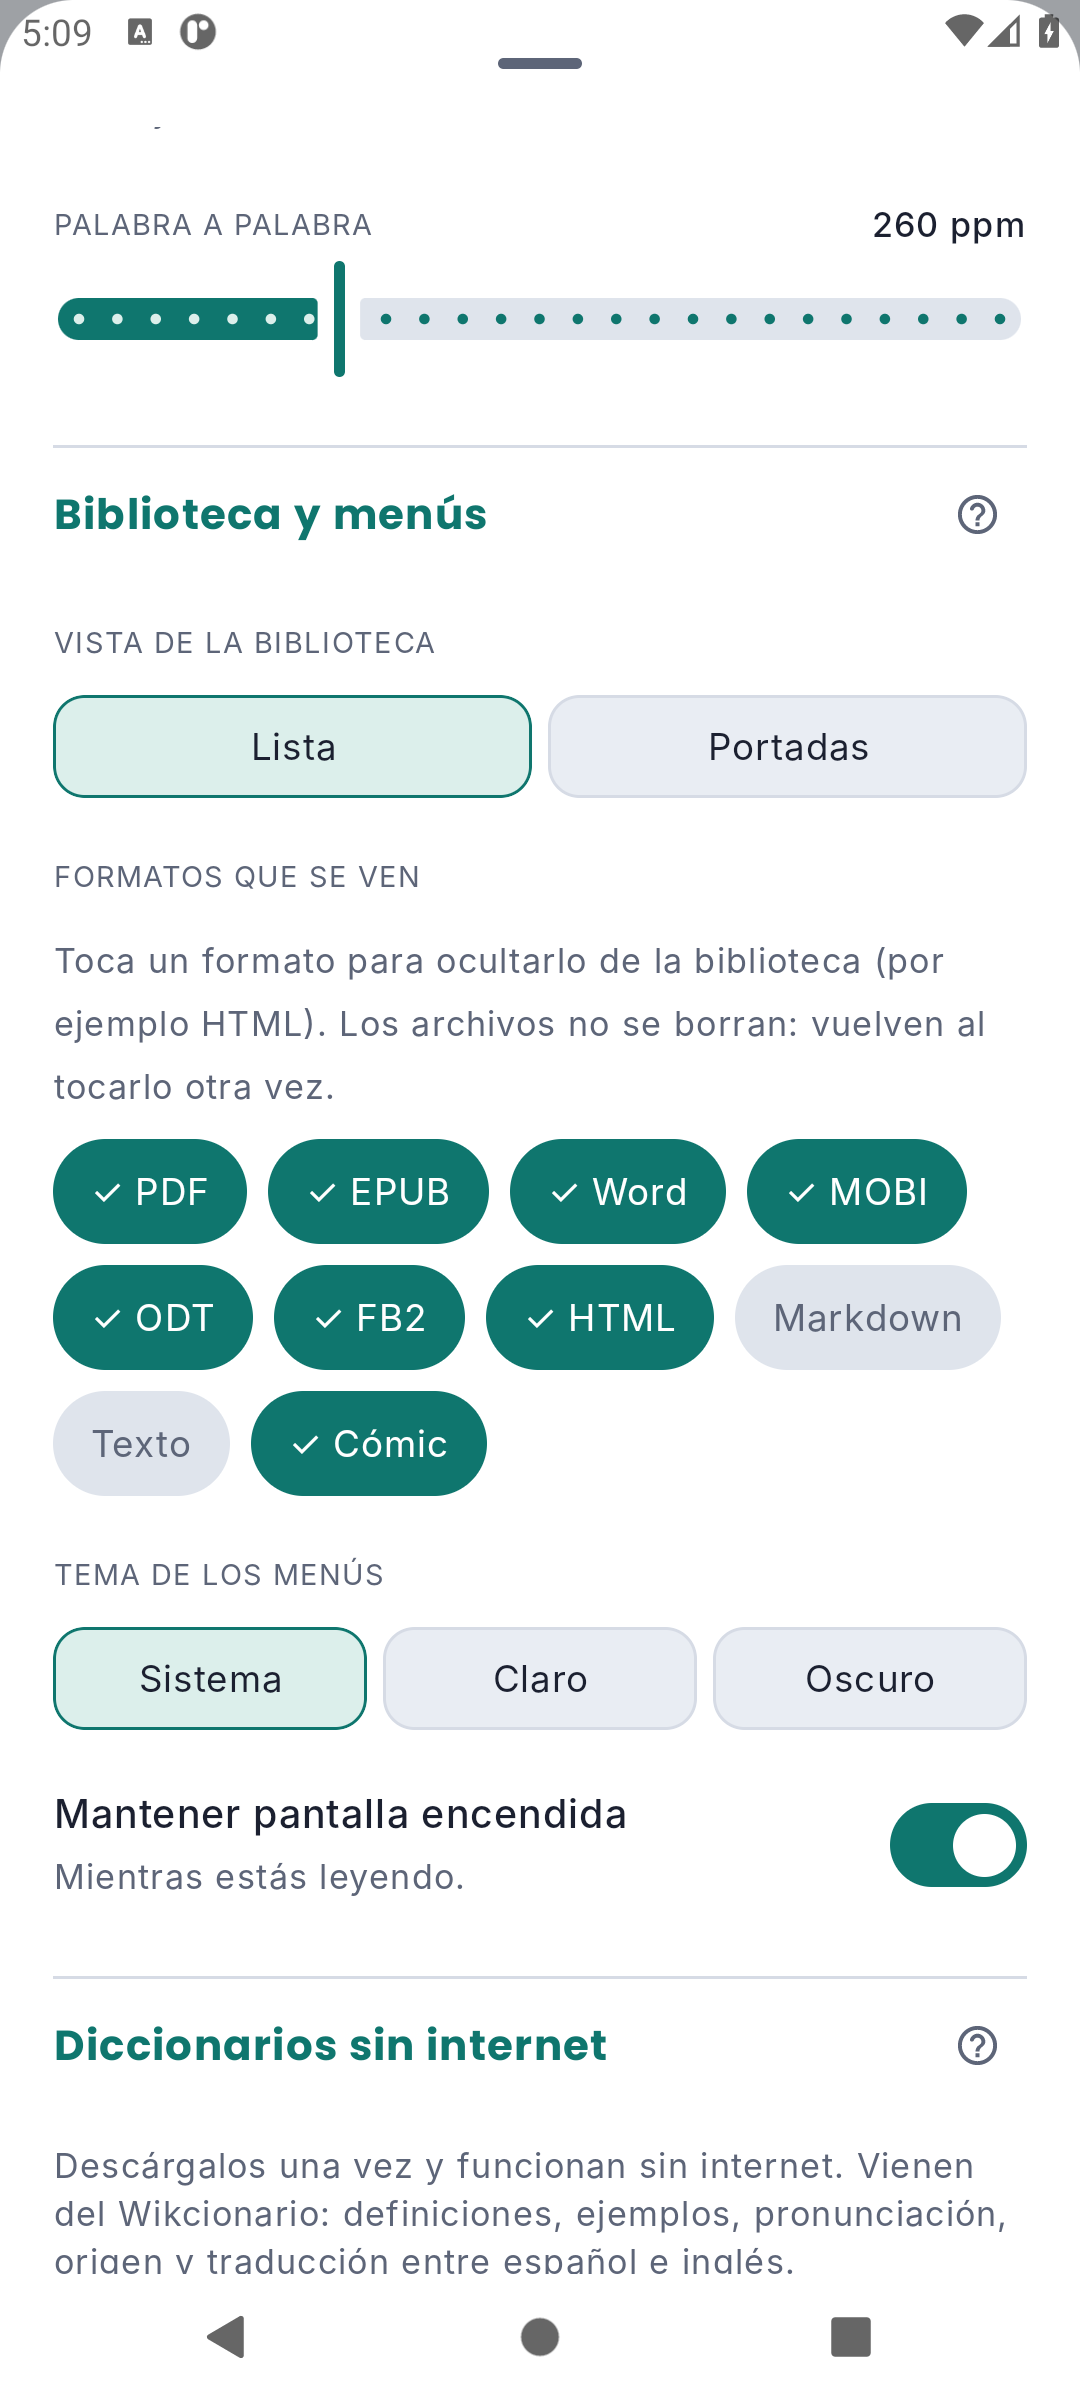 5:09
PALABRA A PALABRA 260 ppm
Biblioteca y menús
VISTA DE LA BIBLIOTECA
Lista Portadas
FORMATOS QUE SE VEN
Toca un formato para ocultarlo de la biblioteca (por
ejemplo HTML). Los archivos no se borran: vuelven al
tocarlo otra vez.
PDF EPUB Word MOBI
ODT FB2 HTML Markdown
Texto Cómic
TEMA DE LOS MENÚS
Sistema Claro Oscuro
Mantener pantalla encendida
Mientras estás leyendo.
Diccionarios sin internet
Descárgalos una vez y funcionan sin internet. Vienen
del Wikcionario: definiciones, ejemplos, pronunciación,
origen y traducción entre español e inglés.